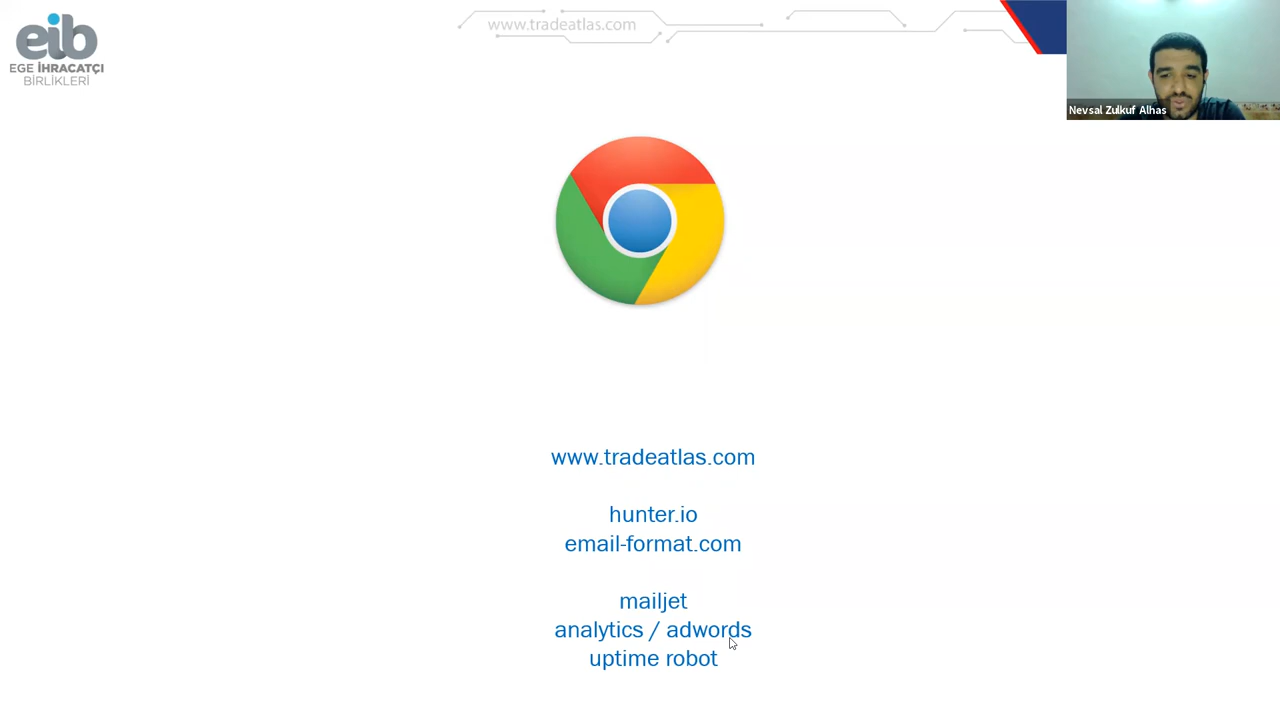 eib
EGE İHRACATÇI
BİRLİKLERİ
www.tradeatlas.com
Nevsal Zulkuf Alhas
www.tradeatlas.com
hunter.io
email-format.com
mailjet
analytics / adwords
uptime robot